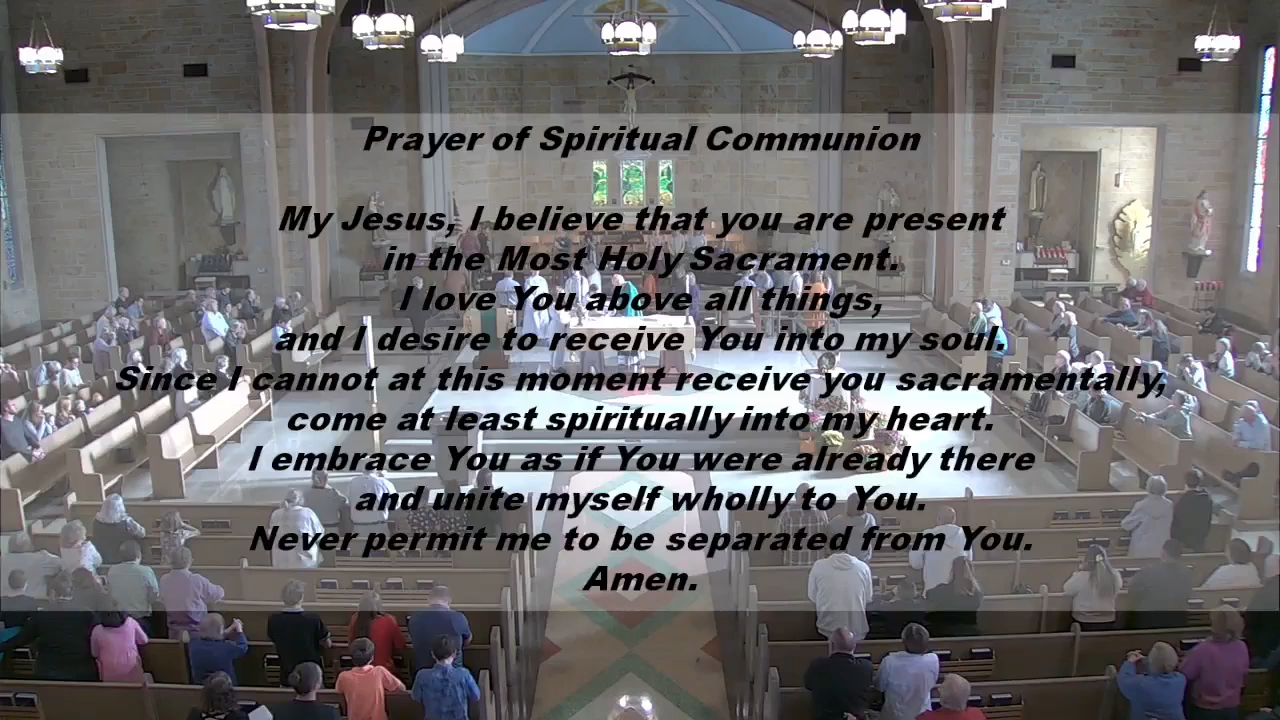 Prayer of Spiritual Communion
My Jesus, I believe that you are present
in the Most Holy Sacrament.
I love You above all things,
and I desire to receive You into my soul.
Since I cannot at this moment receive you sacramentally,
come at least spiritually into my heart.
I embrace You as if You were already there
and unite myself wholly to You.
Never permit me to be separated from You.
Amen.